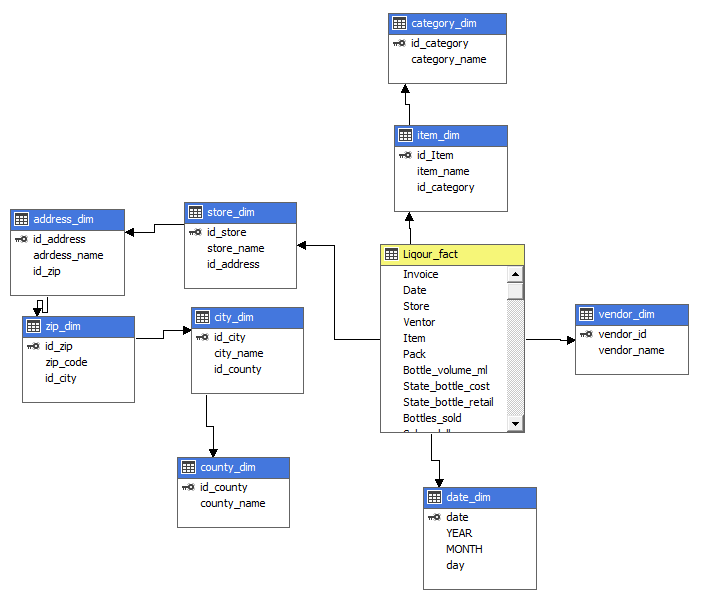 category_dim
id_category
category_name
item_dim
id_Item
item_name
id_category
address_dim
id_address
adrdess_name
id_zip
store_dim
id_store
store_name
id_address
Liqour_fact
Invoice
Date
Store
Ventor
Item
Pack
Bottle_volume_ml
State_bottle_cost
State_bottle_retail
Bottles_sold
vendor_dim
vendor_id
vendor_name
zip_dim
id_zip
zip_code
id_city
city_dim
id_city
city_name
id_county
county_dim
id_county
county_name
date_dim
date
YEAR
MONTH
day